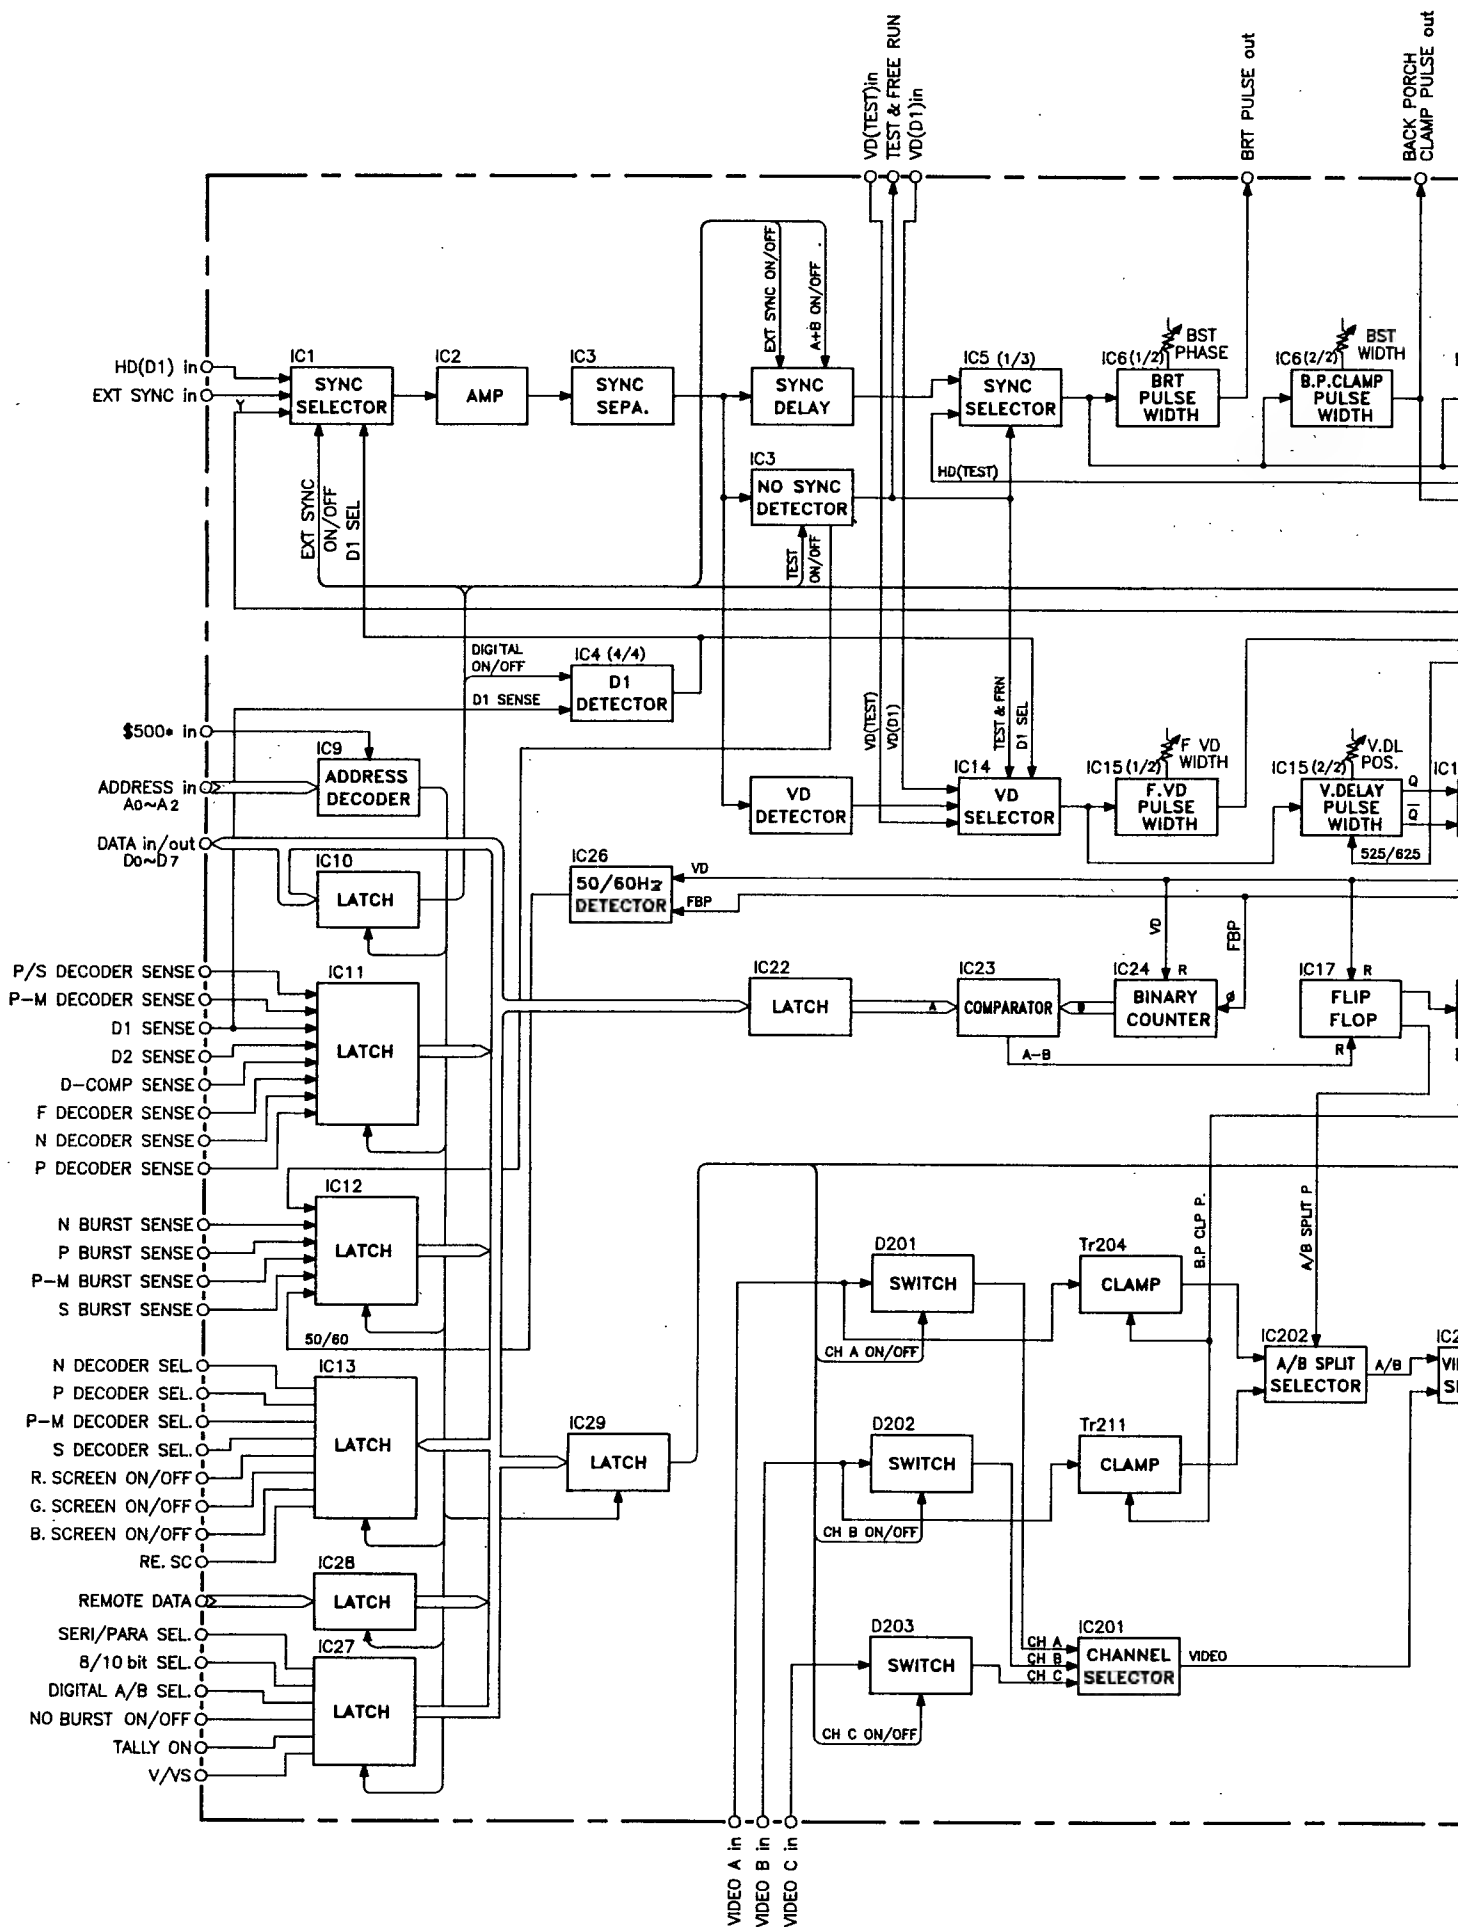 VD(TEST)in
TEST & FREE RUN
VD(D1)in
BRT PULSE out
BACK PORCH
CLAMP PULSE out
EXT SYNC ON/OFF
A+B ON/OFF
HD(D1) in
EXT SYNC in
Y
IC1
SYNC
SELECTOR
IC2
AMP
IC3
SYNC
SEPA.
SYNC
DELAY
IC5 (1/3)
SYNC
SELECTOR
IC6 (1/2)
BST
PHASE
BRT
PULSE
WIDTH
IC6 (2/2)
BST
WIDTH
B.P.CLAMP
PULSE
WIDTH
HD(TEST)
IC3
NO SYNC
DETECTOR
EXT SYNC
ON/OFF
D1 SEL
TEST
ON/OFF
DIGITAL
ON/OFF
D1 SENSE
IC4 (4/4)
D1
DETECTOR
VD(TEST)
VD(D1)
TEST & FRN
D1 SEL
$500* in
IC9
ADDRESS
DECODER
ADDRESS in
A0~A2
DATA in/out
D0~D7
VD
DETECTOR
IC14
VD
SELECTOR
IC15 (1/2)
F VD
WIDTH
F.VD
PULSE
WIDTH
IC15 (2/2)
V.DL
POS.
V.DELAY
PULSE
WIDTH
Q
Q
IC1
525/625
IC10
LATCH
IC26
50/60Hz
DETECTOR
VD
FBP
VD
FBP
P/S DECODER SENSE
P-M DECODER SENSE
D1 SENSE
D2 SENSE
D-COMP SENSE
F DECODER SENSE
N DECODER SENSE
P DECODER SENSE
IC11
LATCH
IC22
LATCH
A
IC23
COMPARATOR
B
A-B
IC24
R
BINARY
COUNTER
ø
IC17
R
FLIP
FLOP
R
N BURST SENSE
P BURST SENSE
P-M BURST SENSE
S BURST SENSE
IC12
LATCH
50/60
B.P CLP P.
A/B SPLIT P
D201
SWITCH
CH A ON/OFF
Tr204
CLAMP
IC202
A/B SPLIT
SELECTOR
A/B
IC2
VI
S
N DECODER SEL.
P DECODER SEL.
P-M DECODER SEL.
S DECODER SEL.
R. SCREEN ON/OFF
G. SCREEN ON/OFF
B. SCREEN ON/OFF
RE. SC
IC13
LATCH
IC29
LATCH
D202
SWITCH
CH B ON/OFF
Tr211
CLAMP
REMOTE DATA
IC28
LATCH
SERI/PARA SEL.
8/10 bit SEL.
DIGITAL A/B SEL.
NO BURST ON/OFF
TALLY ON
V/VS
IC27
LATCH
D203
SWITCH
CH C ON/OFF
CH A
CH B
CH C
IC201
CHANNEL
SELECTOR
VIDEO
VIDEO A in
VIDEO B in
VIDEO C in